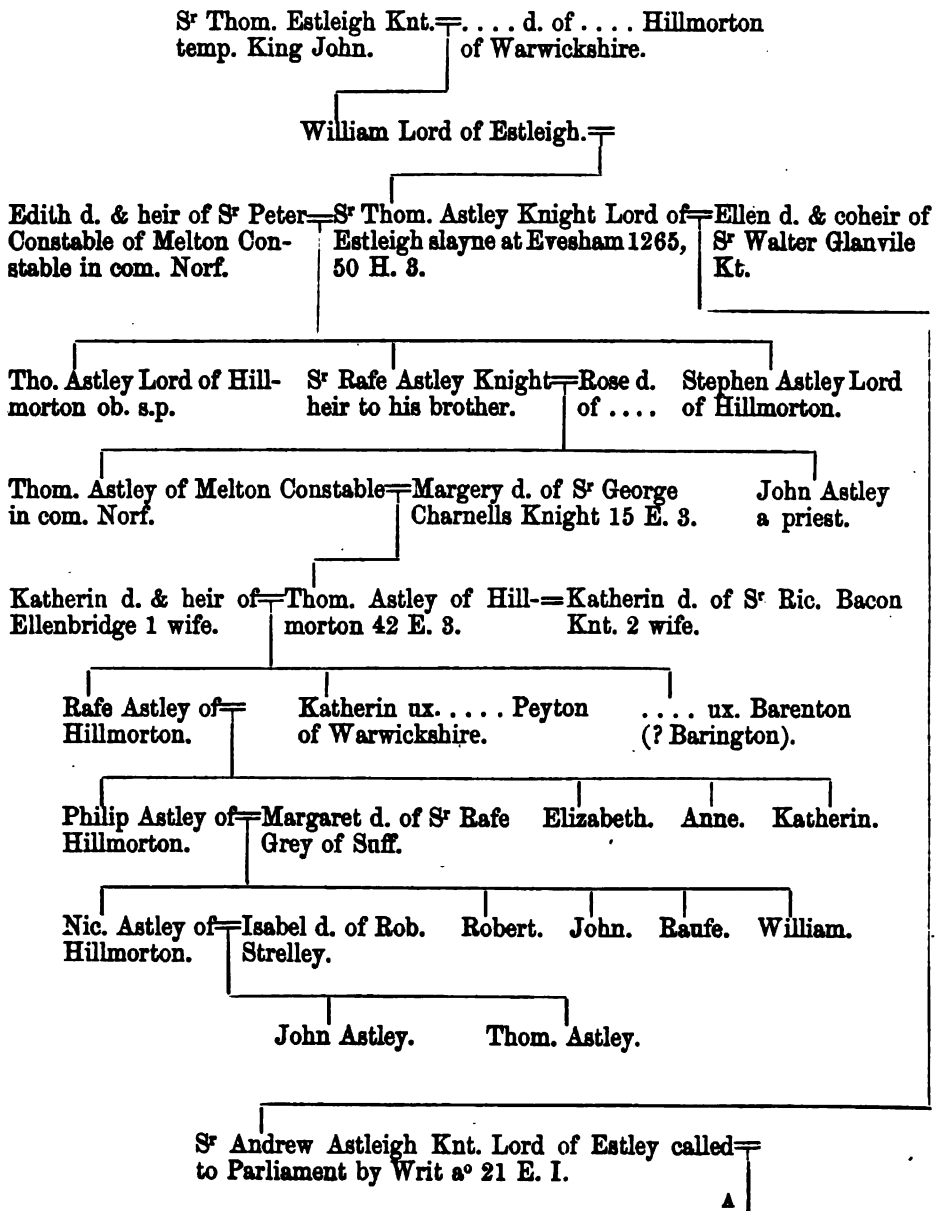 Sr Thom. Estleigh Knt.=.... d. of .... Hillmorton
temp. King John. of Warwickshire.
William Lord of Estleigh.=
Edith d. & heir of Sr Peter=Sr Thom. Astley Knight Lord of=Ellen d. & coheir of
Constable of Melton Con- Estleigh slayne at Evesham 1265, Sr Walter Glanvile
stable in com. Norf. 50 H. 3. Kt.
Tho. Astley Lord of Hill- Sr Rafe Astley Knight=Rose d. Stephen Astley Lord
morton ob. s.p. heir to his brother. of .... of Hillmorton.
Thom. Astley of Melton Constable=Margery d. of Sr George John Astley
in com. Norf. Charnells Knight 15 E. 3. a priest.
Katherin d. & heir of=Thom. Astley of Hill-=Katherin d. of Sr Ric. Bacon
Ellenbridge 1 wife. morton 42 E. 3. Knt. 2 wife.
Rafe Astley of= Katherin ux..... Peyton .... ux. Barenton
Hillmorton. of Warwickshire. (? Barington).
Philip Astley of=Margaret d. of Sr Rafe Elizabeth. Anne. Katherin.
Hillmorton. Grey of Suff.
Nic. Astley of=Isabel d. of Rob. Robert. John. Raufe. William.
Hillmorton. Strelley.
John Astley. Thom. Astley.
Sr Andrew Astleigh Knt. Lord of Estley called=
to Parliament by Writ ao 21 E. I.
A